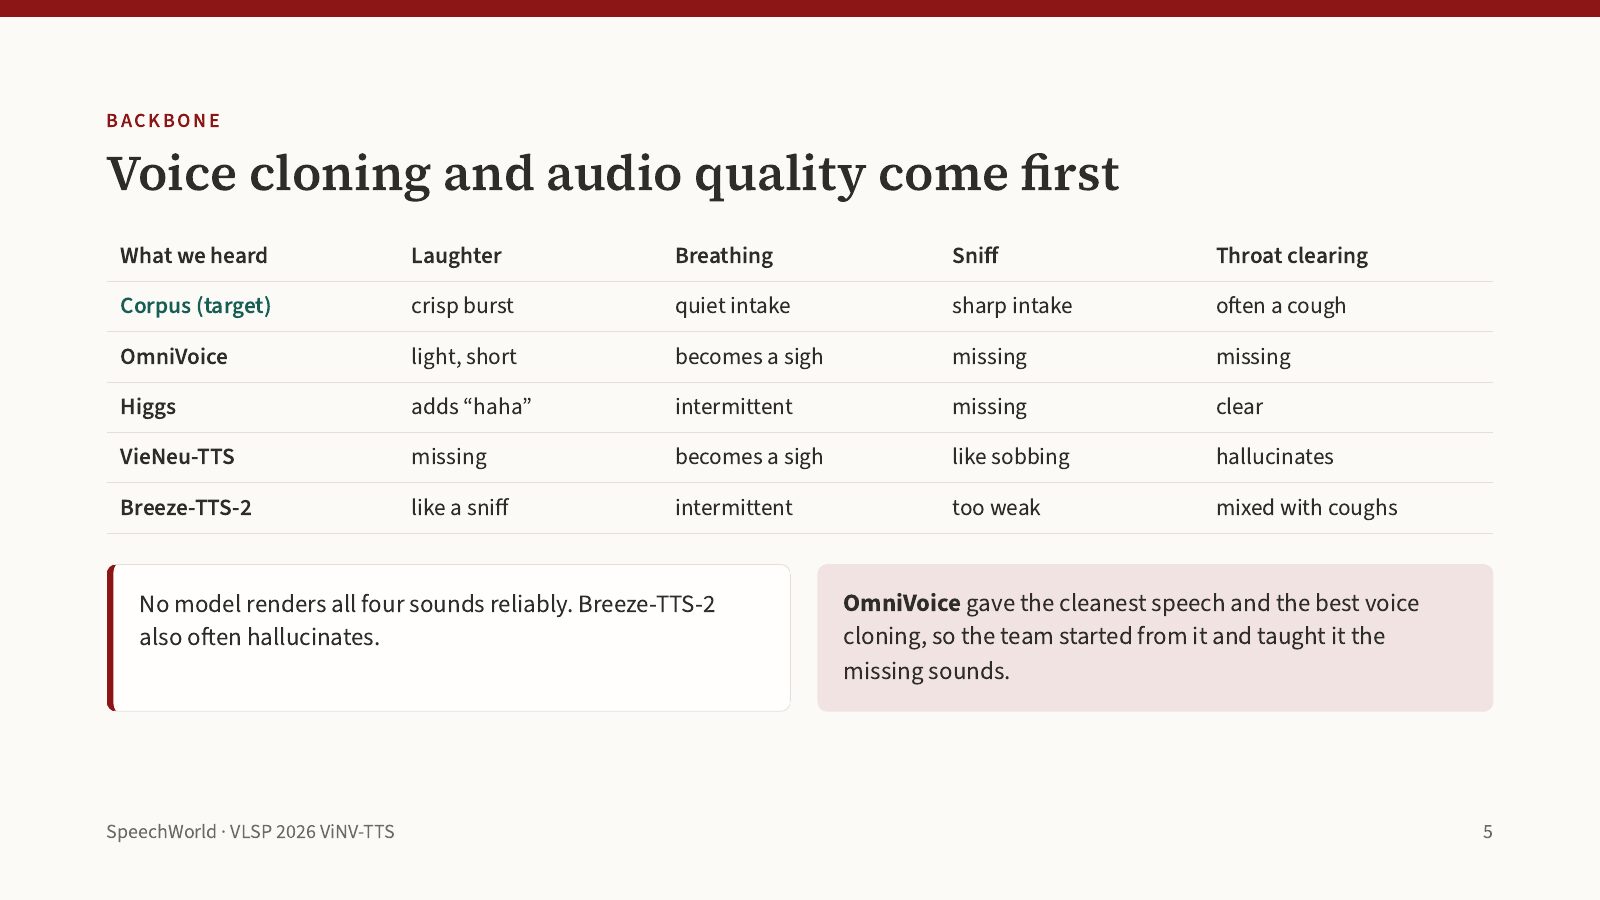 BACKBONE
Voice cloning and audio quality come first
What we heard Laughter Breathing Sniff Throat clearing
Corpus (target) crisp burst quiet intake sharp intake often a cough
OmniVoice light, short becomes a sigh missing missing
Higgs adds “haha” intermittent missing clear
VieNeu-TTS missing becomes a sigh like sobbing hallucinates
Breeze-TTS-2 like a sniff intermittent too weak mixed with coughs
No model renders all four sounds reliably. Breeze-TTS-2
also often hallucinates.
OmniVoice gave the cleanest speech and the best voice
cloning, so the team started from it and taught it the
missing sounds.
SpeechWorld · VLSP 2026 ViNV-TTS 5